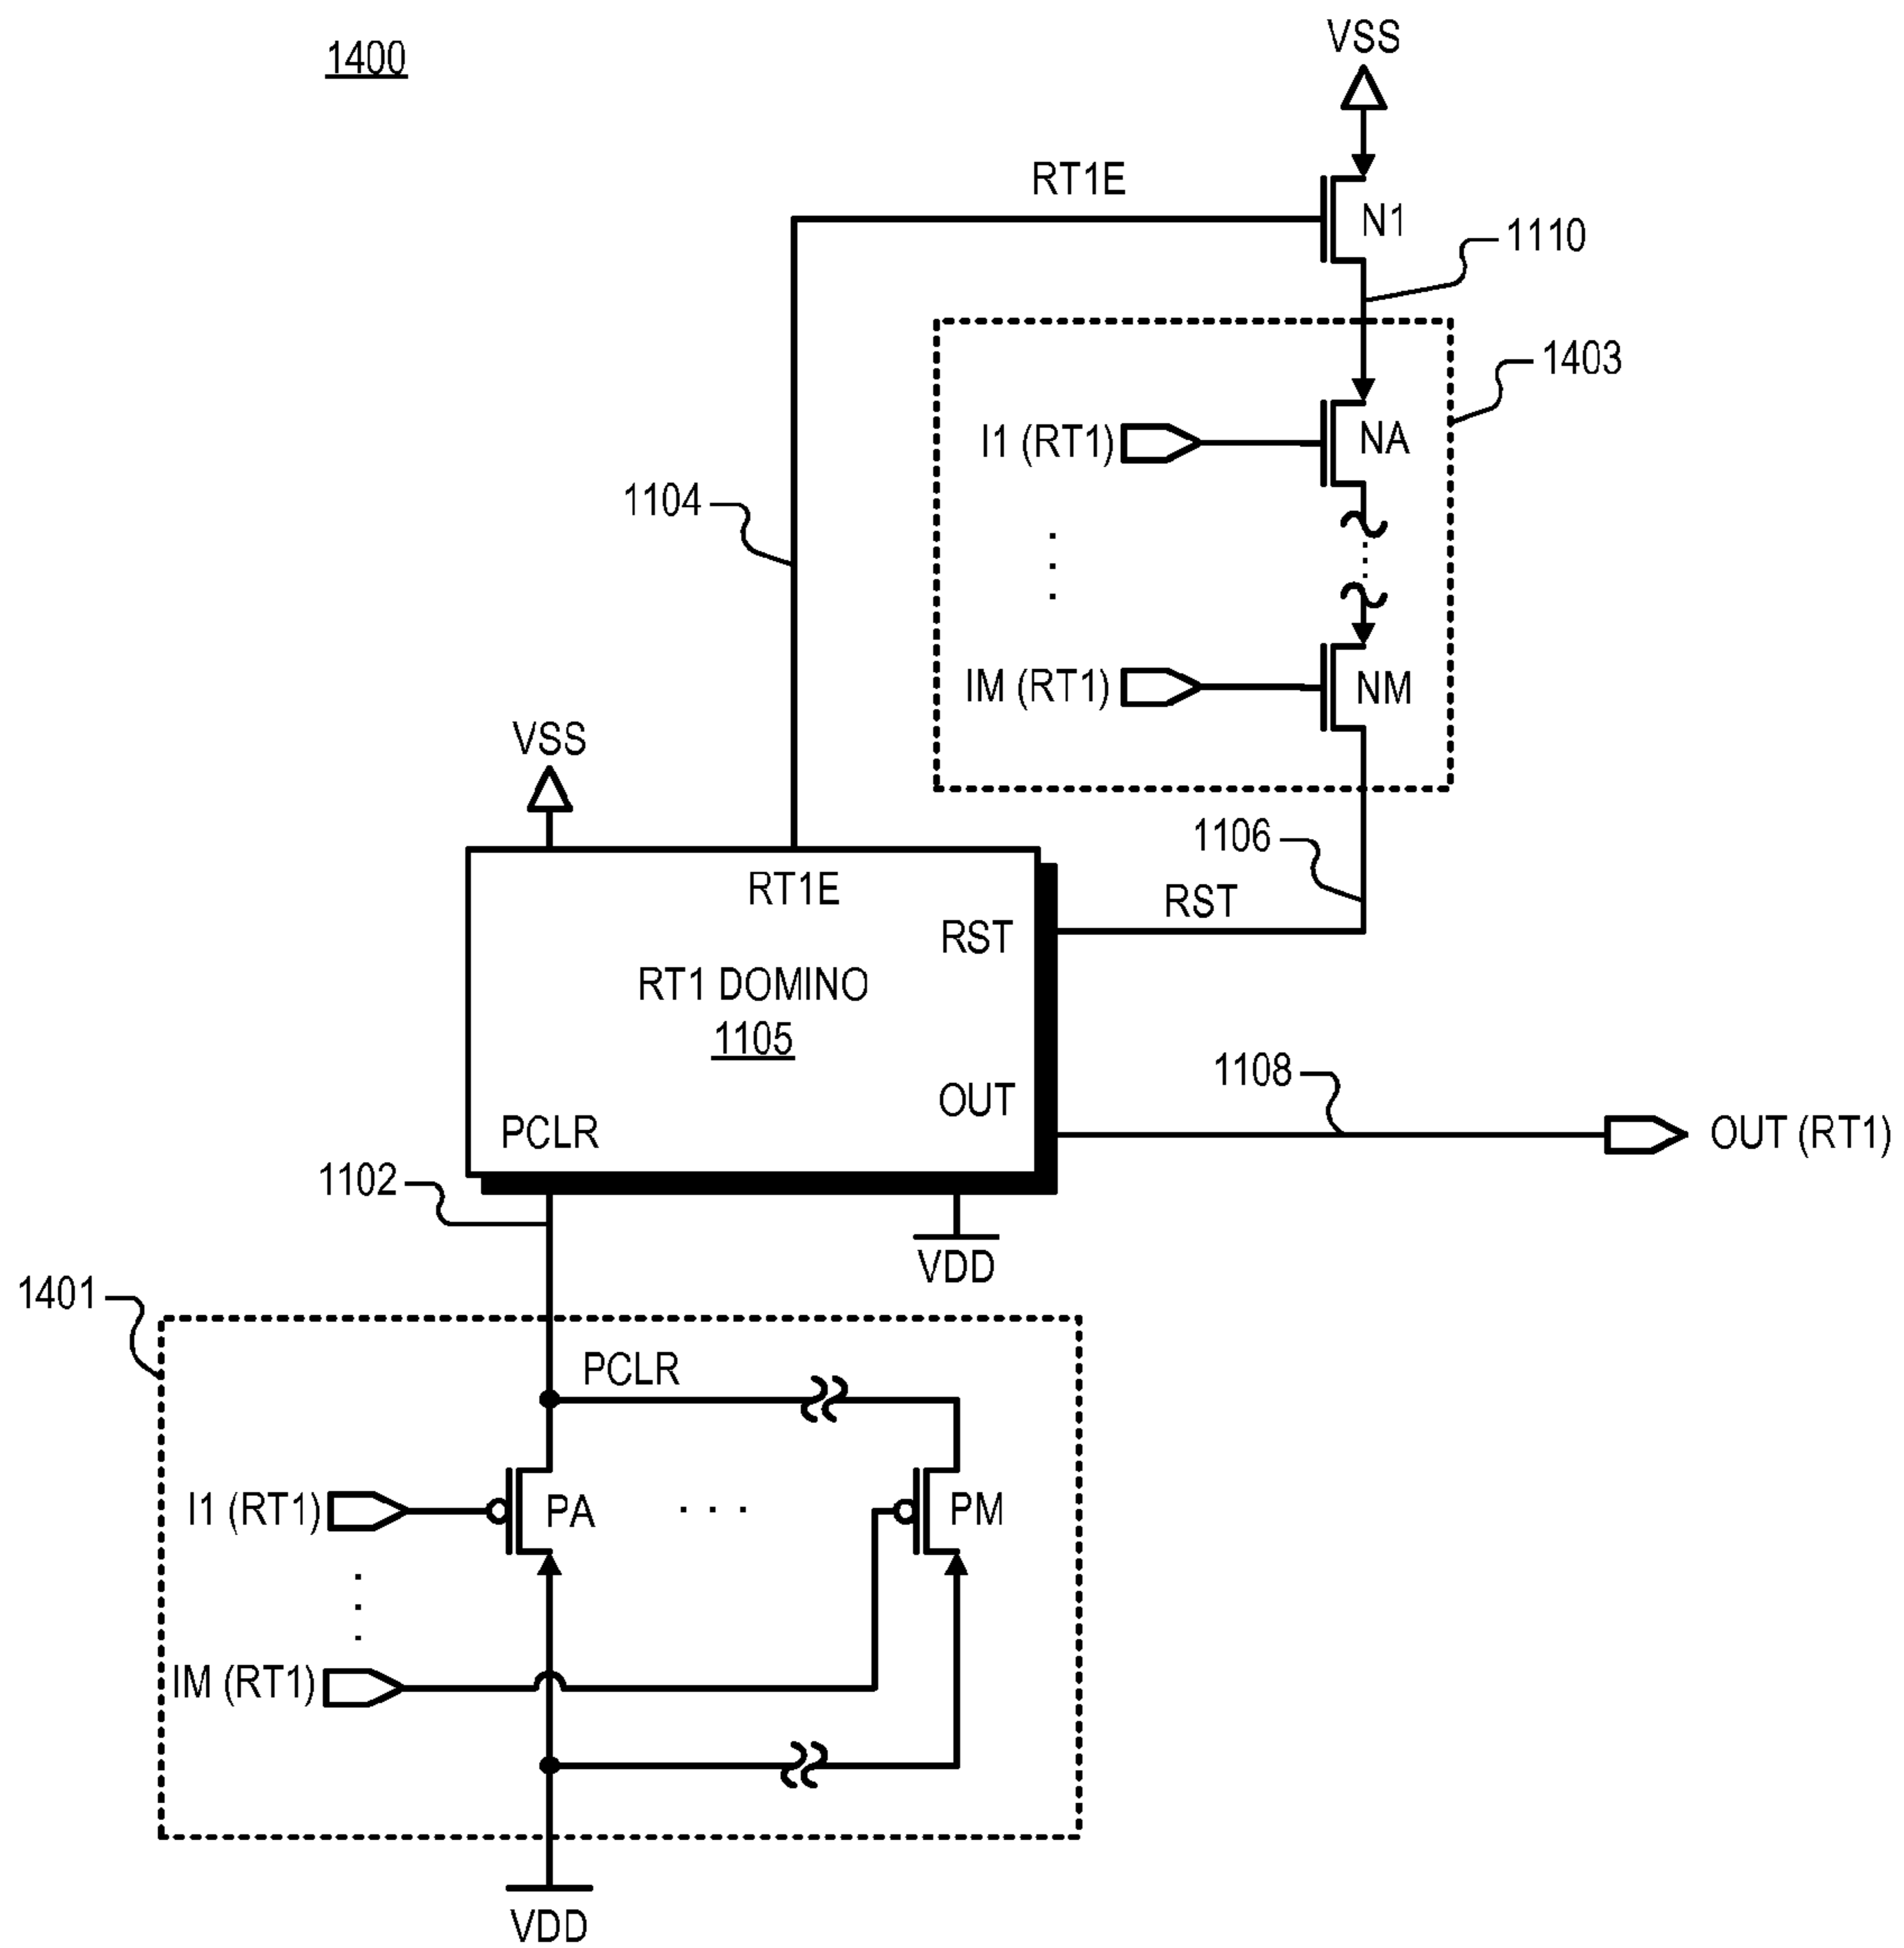 1400
VSS
RT1E
N1
1110
1403
I1 (RT1)
NA
1104
. . .
IM (RT1)
NM
VSS
1106
RT1E
RST
RST
RT1 DOMINO
1105
1108
OUT
PCLR
OUT (RT1)
1102
VDD
1401
PCLR
I1 (RT1)
PA
. . .
PM
IM (RT1)
VDD